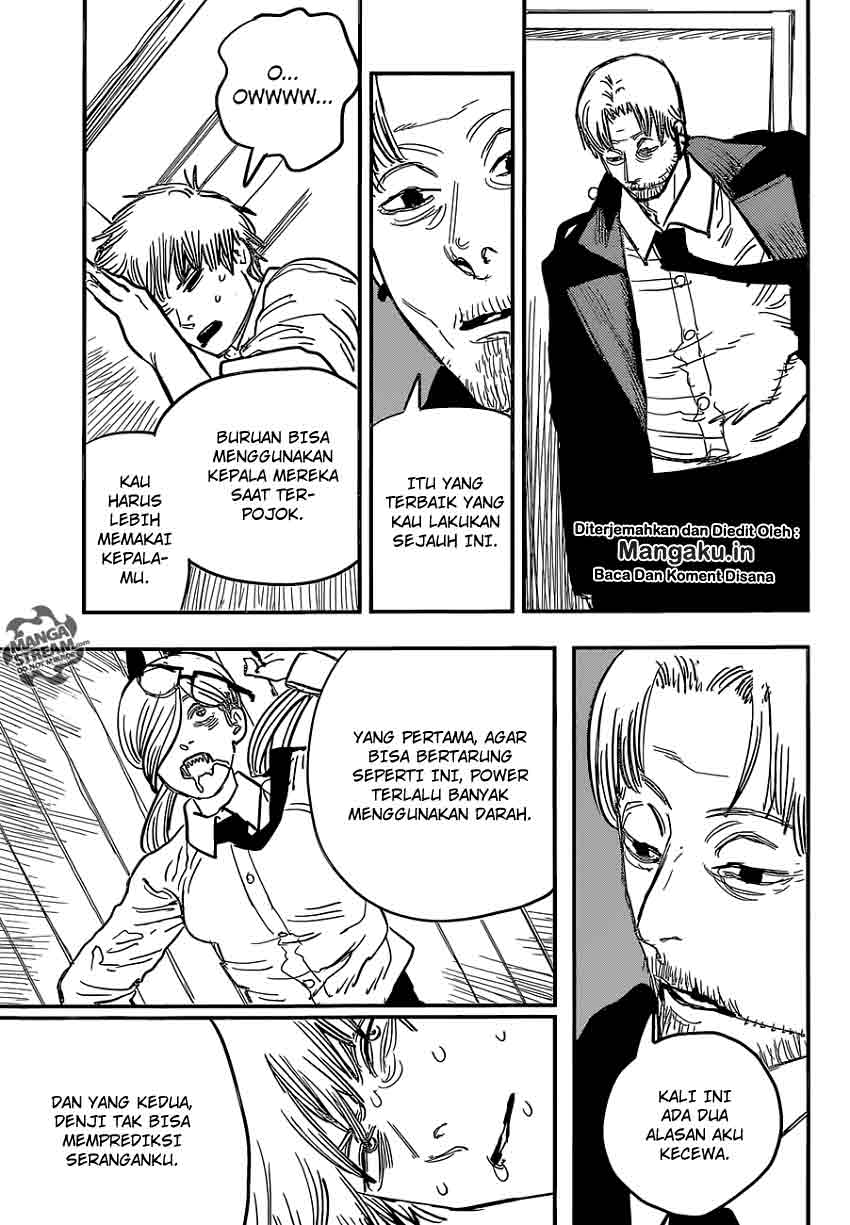 Diterjemahkan dan Diedit Oleh :
Mangaku.in
Baca Dan Koment Disana
ITU YANG
TERBAIK YANG
KAU LAKUKAN
SEJAUH INI.
O...
OWWWW...
BURUAN BISA
MENGGUNAKAN
KEPALA MEREKA
SAAT TER-
POJOK.
KAU
HARUS
LEBIH
MEMAKAI
KEPALA-
MU.
MANGA
STREAM.com
KALI INI
ADA DUA
ALASAN AKU
KECEWA.
YANG PERTAMA, AGAR
BISA BERTARUNG
SEPERTI INI, POWER
TERLALU BANYAK
MENGGUNAKAN DARAH.
DAN YANG KEDUA,
DENJI TAK BISA
MEMPREDIKSI
SERANGANKU.